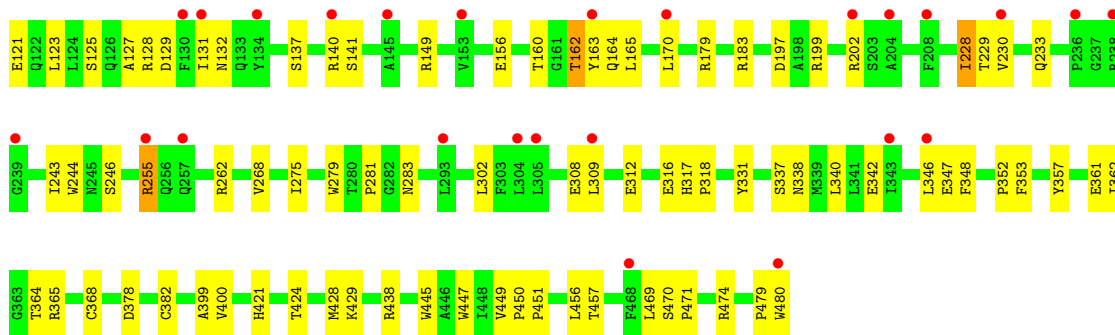 E121 Q122 L123 L124 S125 Q126 A127 R128 D129 F130 I131 N132 Q133 Y134 S137 R140 S141 A145 R149 V153 E156 T160 G161 T162 Y163 Q164 L165 L170 R179 R183 D197 A198 R199 R202 S203 A204 F208 I228 T229 V230 Q233 P236 G237
G239 I243 W244 N245 S246 R255 Q256 Q257 R262 V268 I275 W279 T280 P281 G282 N283 L293 L302 F303 L304 L305 E308 L309 E312 E316 H317 P318 Y331 S337 N338 M339 L340 L341 E342 I343 L346 E347 F348 P352 F353 Y357 E361
G363 T364 R365 C368 D378 C382 A399 V400 H421 T424 M428 K429 R438 W445 A446 W447 I448 V449 P450 P451 L456 T457 F468 L469 S470 P471 R474 P479 W480